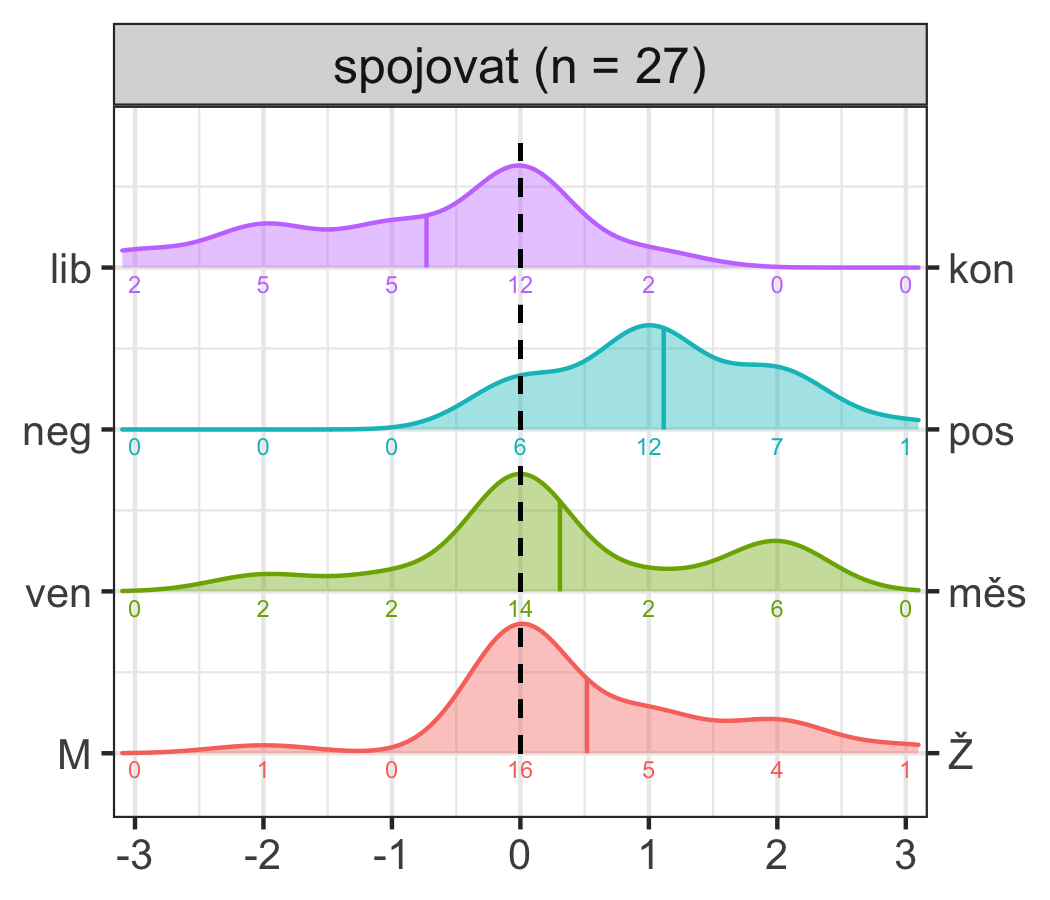 spojovat (n = 27)
lib kon
2 5 5 12 2 0 0
neg pos
0 0 0 6 12 7 1
ven měs
0 2 2 14 2 6 0
M Ž
0 1 0 16 5 4 1
-3 -2 -1 0 1 2 3